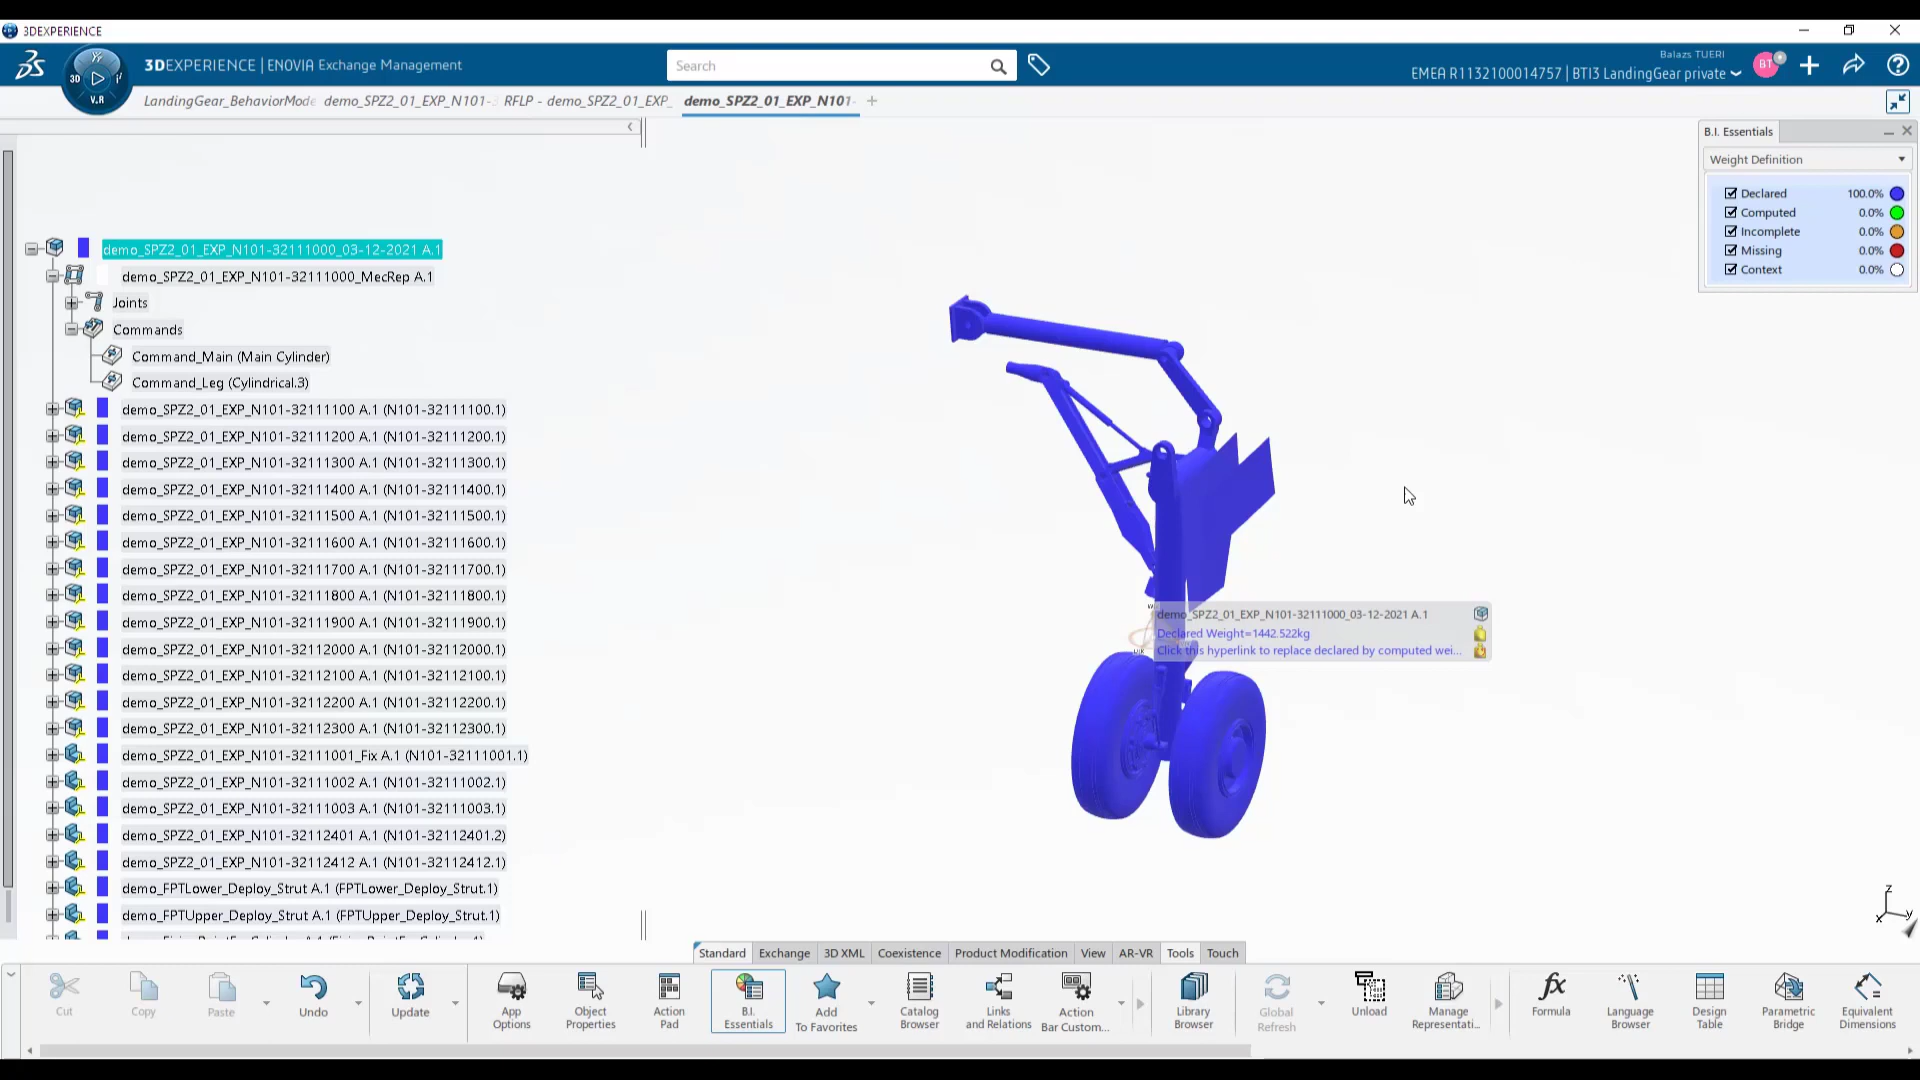 3DEXPERIENCE
3DEXPERIENCE | ENOVIA Exchange Management
Search
Balazs TUERI
EMEA R1132100014757 | BTI3 LandingGear private
BT
3D
V.R
LandingGear_BehaviorMode
demo_SPZ2_01_EXP_N101-
RFLP - demo_SPZ2_01_EXP_
demo_SPZ2_01_EXP_N101-
B.I. Essentials
Weight Definition
Declared 100.0%
Computed 0.0%
Incomplete 0.0%
Missing 0.0%
Context 0.0%
demo_SPZ2_01_EXP_N101-32111000_03-12-2021 A.1
demo_SPZ2_01_EXP_N101-32111000_MecRep A.1
Joints
Commands
Command_Main (Main Cylinder)
Command_Leg (Cylindrical.3)
demo_SPZ2_01_EXP_N101-32111100 A.1 (N101-32111100.1)
demo_SPZ2_01_EXP_N101-32111200 A.1 (N101-32111200.1)
demo_SPZ2_01_EXP_N101-32111300 A.1 (N101-32111300.1)
demo_SPZ2_01_EXP_N101-32111400 A.1 (N101-32111400.1)
demo_SPZ2_01_EXP_N101-32111500 A.1 (N101-32111500.1)
demo_SPZ2_01_EXP_N101-32111600 A.1 (N101-32111600.1)
demo_SPZ2_01_EXP_N101-32111700 A.1 (N101-32111700.1)
demo_SPZ2_01_EXP_N101-32111800 A.1 (N101-32111800.1)
demo_SPZ2_01_EXP_N101-32111900 A.1 (N101-32111900.1)
demo_SPZ2_01_EXP_N101-32112000 A.1 (N101-32112000.1)
demo_SPZ2_01_EXP_N101-32112100 A.1 (N101-32112100.1)
demo_SPZ2_01_EXP_N101-32112200 A.1 (N101-32112200.1)
demo_SPZ2_01_EXP_N101-32112300 A.1 (N101-32112300.1)
demo_SPZ2_01_EXP_N101-32111001_Fix A.1 (N101-32111001.1)
demo_SPZ2_01_EXP_N101-32111002 A.1 (N101-32111002.1)
demo_SPZ2_01_EXP_N101-32111003 A.1 (N101-32111003.1)
demo_SPZ2_01_EXP_N101-32112401 A.1 (N101-32112401.2)
demo_SPZ2_01_EXP_N101-32112412 A.1 (N101-32112412.1)
demo_FPTLower_Deploy_Strut A.1 (FPTLower_Deploy_Strut.1)
demo_FPTUpper_Deploy_Strut A.1 (FPTUpper_Deploy_Strut.1)
demo_SPZ2_01_EXP_N101-32111000_03-12-2021 A.1
Declared Weight=1442.522kg
Click this hyperlink to replace declared by computed wei...
z
x
y
Standard Exchange 3D XML Coexistence Product Modification View AR-VR Tools Touch
Cut
Copy
Paste
Undo
Update
App Options
Object Properties
Action Pad
B.I. Essentials
Add To Favorites
Catalog Browser
Links and Relations
Action Bar Custom...
Library Browser
Global Refresh
Unload
Manage Representati...
Formula
Language Browser
Design Table
Parametric Bridge
Equivalent Dimensions